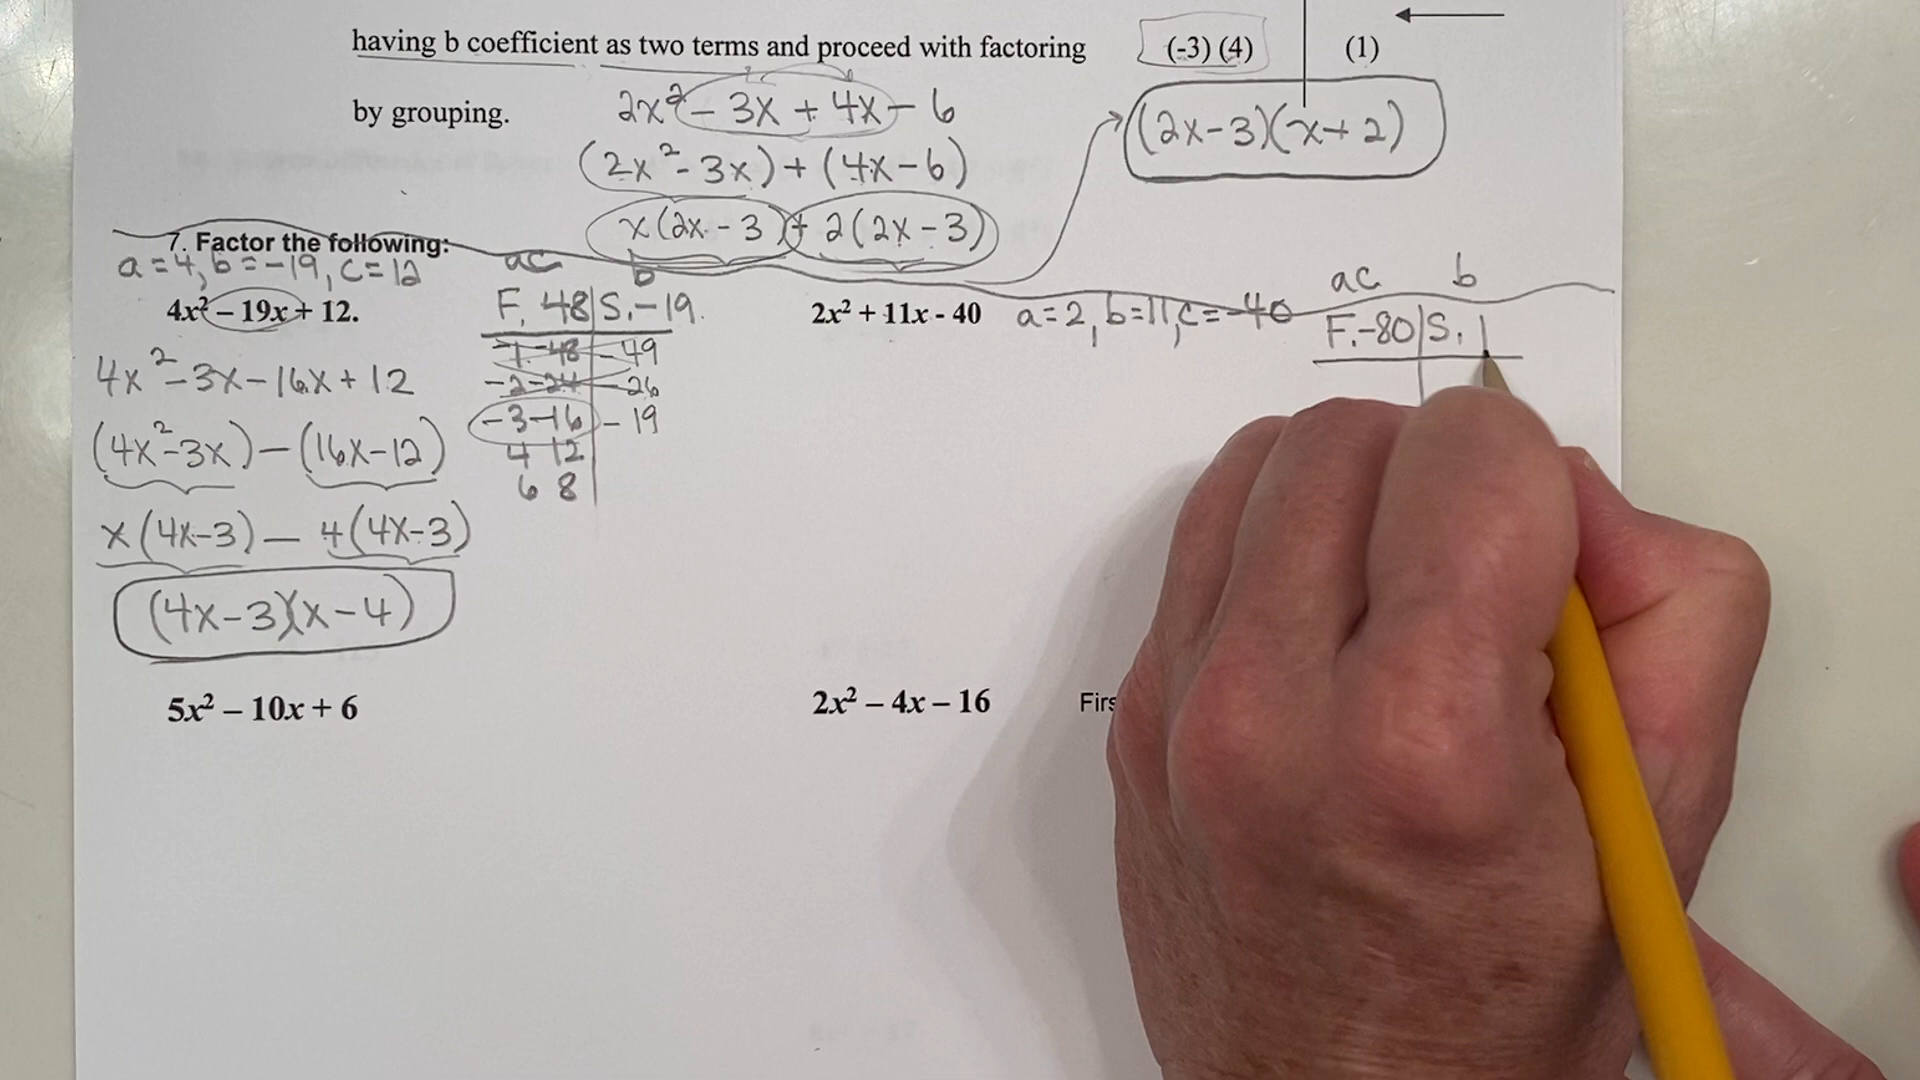 having b coefficient as two terms and proceed with factoring
(-3) (4) (1)
by grouping.
2x² - 3x + 4x - 6
(2x-3)(x+2)
(2x² - 3x) + (4x - 6)
x(2x - 3) + 2(2x - 3)
7. Factor the following:
a = 4, b = -19, c = 12
4x² – 19x + 12.
ac b
F. 48 S. -19.
-1 -48 -49
-2 -24 -26
-3 -16 -19
4 12
6 8
4x² - 3x - 16x + 12
(4x² - 3x) - (16x - 12)
x(4x-3) - 4(4x-3)
(4x-3)(x-4)
2x² + 11x - 40
a = 2, b = 11, c = -40
ac b
F. -80 S. 1
5x² – 10x + 6
2x² – 4x – 16